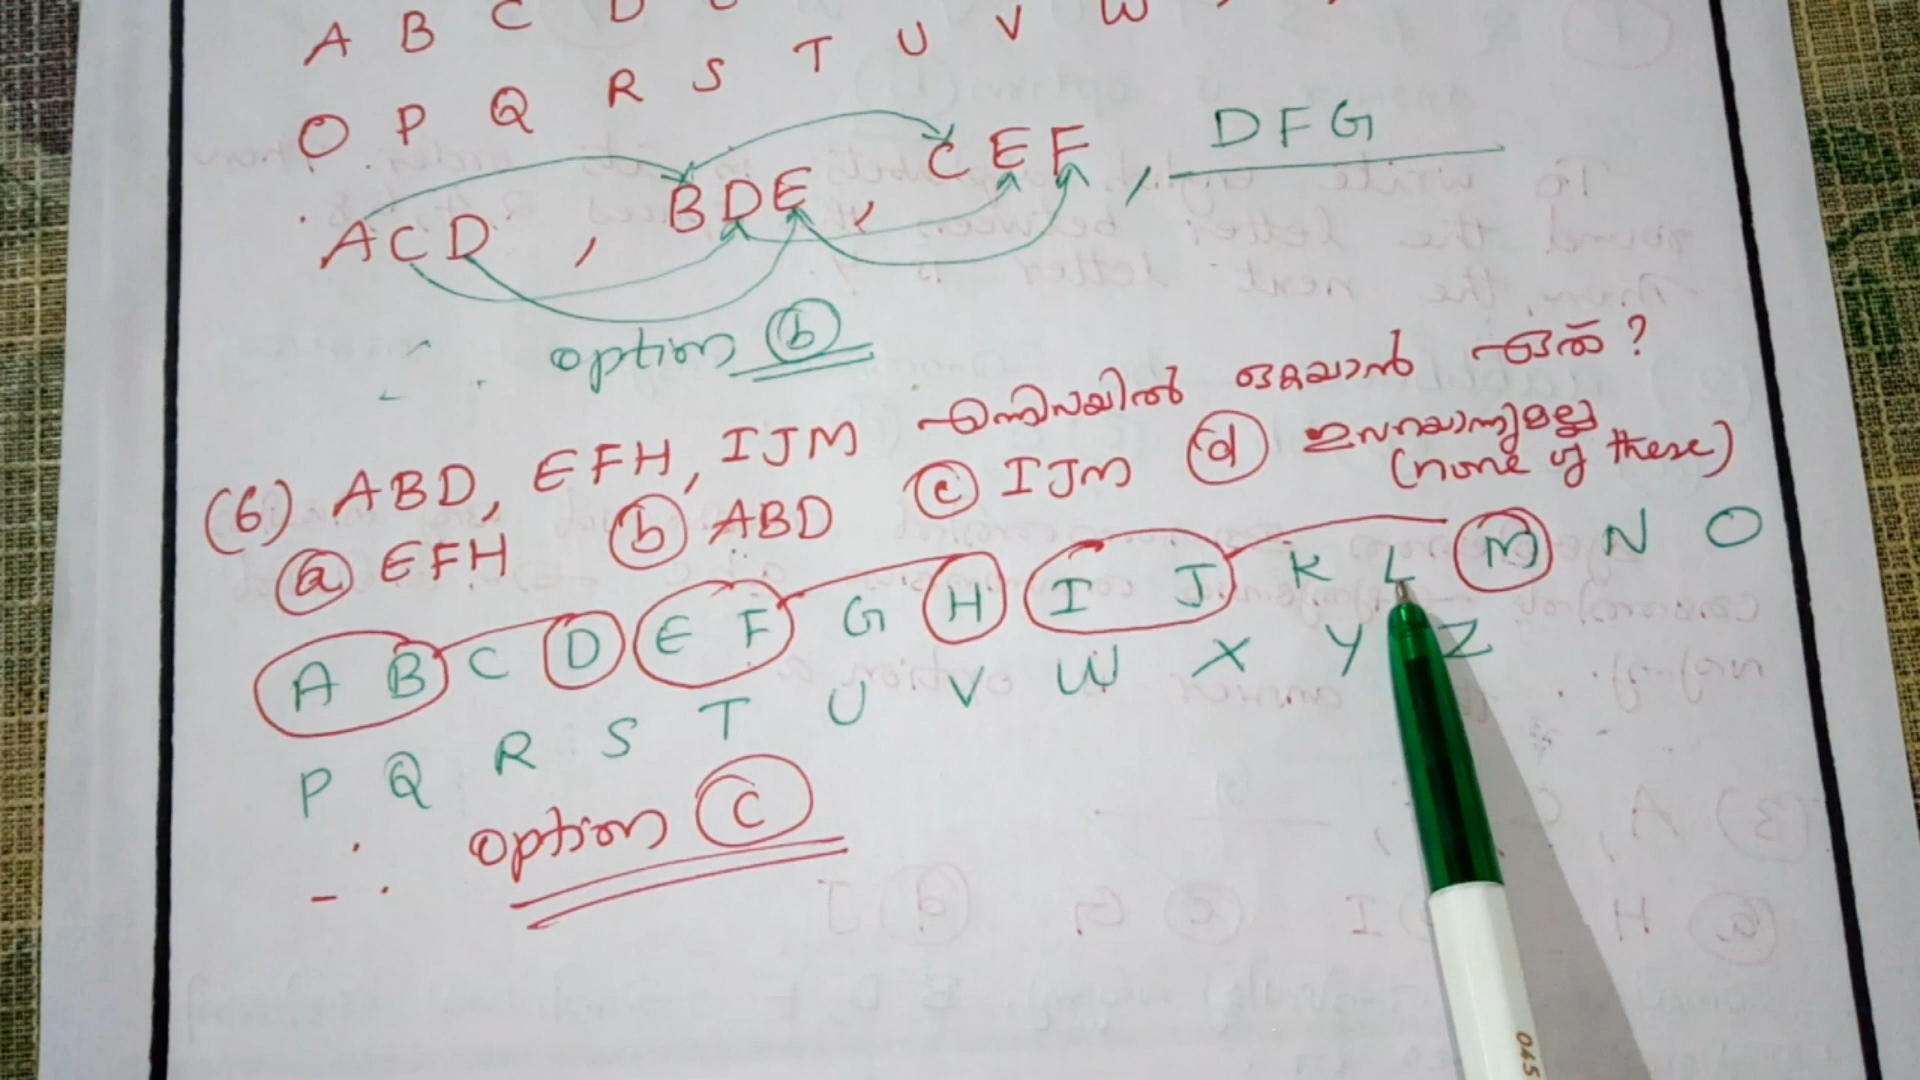 A B C D
O P Q R S T U V W
ACD , BDE , CEF , DFG
option (b)
(6) ABD, EFH, IJM എന്നിവയിൽ ഒറ്റയാൻ ഏത് ?
(a) EFH (b) ABD (c) IJM (d) ഇവയൊന്നുമല്ല
(none of these)
A B C D E F G H I J K L M N O
P Q R S T U V W X Y Z
∴ option (c)
045